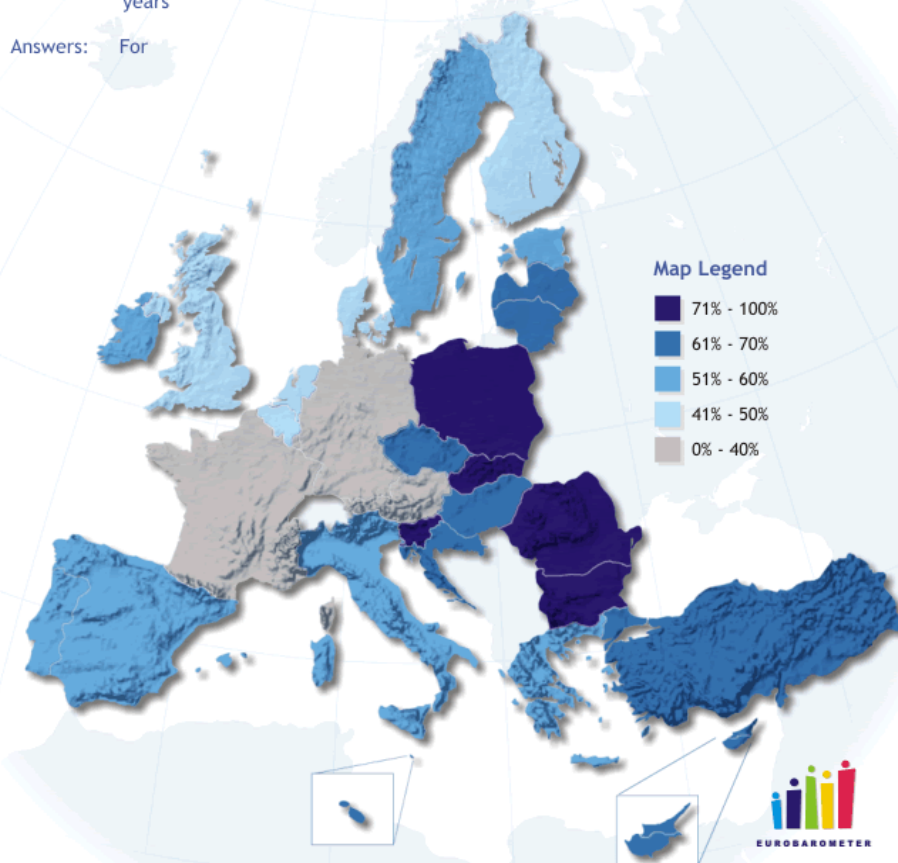 years
Answers: For
Map Legend
71% - 100%
61% - 70%
51% - 60%
41% - 50%
0% - 40%
EUROBAROMETER